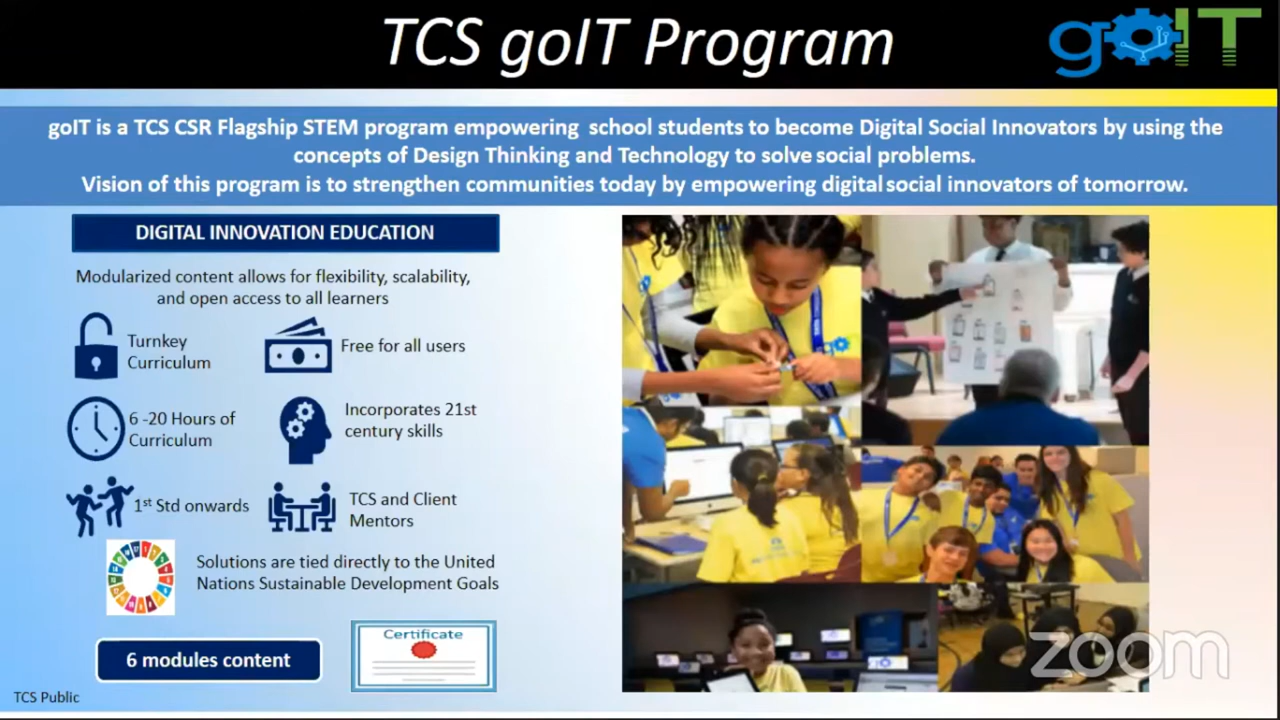 TCS goIT Program
goIT
goIT is a TCS CSR Flagship STEM program empowering school students to become Digital Social Innovators by using the
concepts of Design Thinking and Technology to solve social problems.
Vision of this program is to strengthen communities today by empowering digital social innovators of tomorrow.
DIGITAL INNOVATION EDUCATION
Modularized content allows for flexibility, scalability,
and open access to all learners
Turnkey
Curriculum
Free for all users
6 -20 Hours of
Curriculum
Incorporates 21st
century skills
1st Std onwards
TCS and Client
Mentors
Solutions are tied directly to the United
Nations Sustainable Development Goals
6 modules content
Certificate
TCS Public
zoom